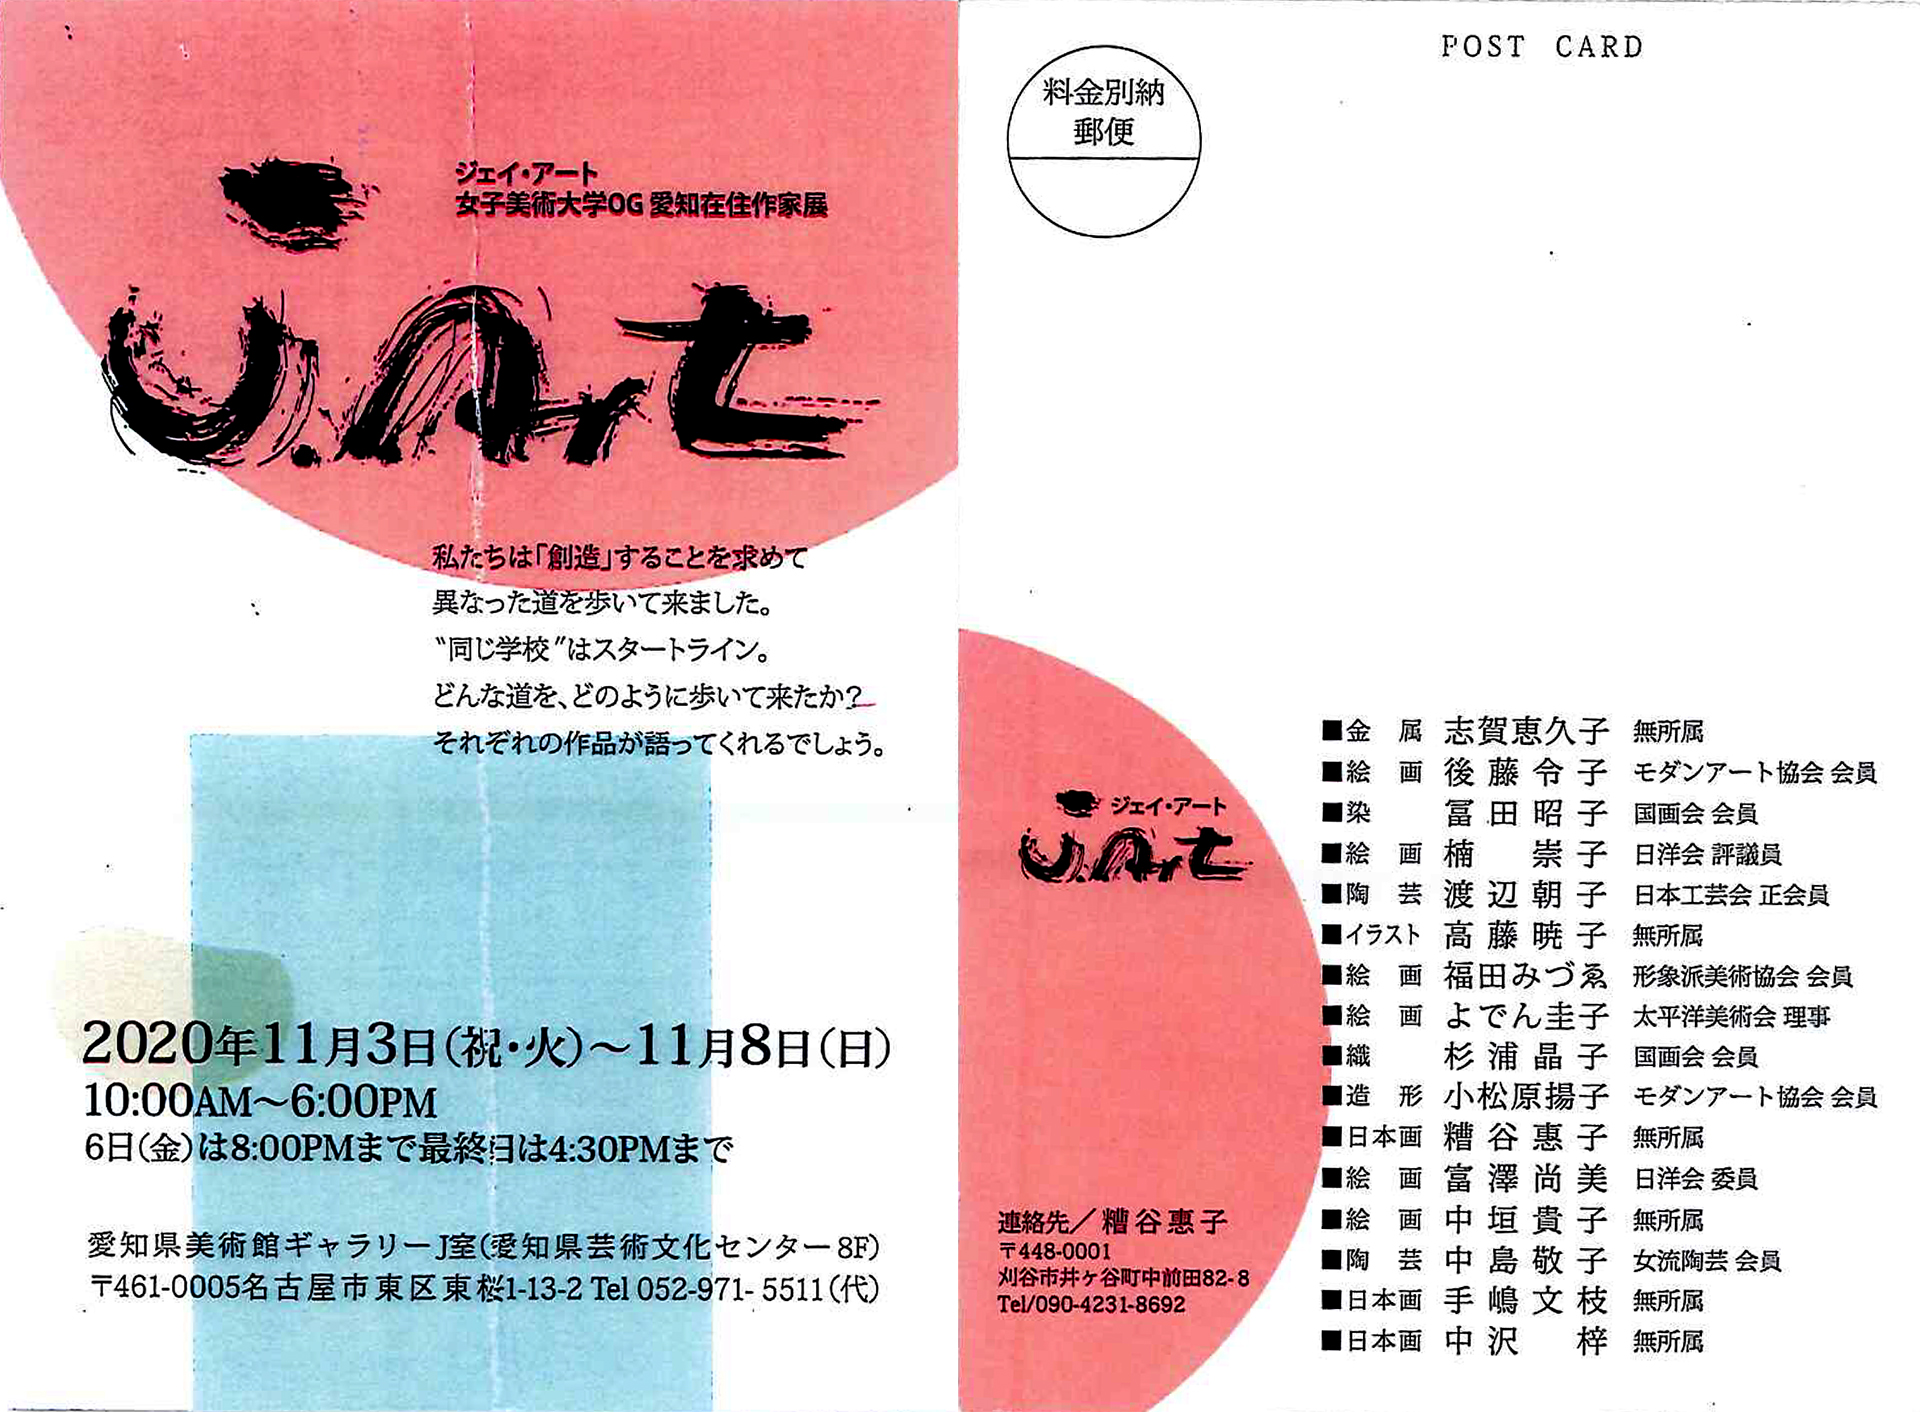 ジェイ・アート
女子美術大学OG 愛知在住作家展
j.Art
私たちは「創造」することを求めて
異なった道を歩いて来ました。
〝同じ学校〟はスタートライン。
どんな道を、どのように歩いて来たか?
それぞれの作品が語ってくれるでしょう。
2020年11月3日(祝・火)～11月8日(日)
10:00AM～6:00PM
6日(金)は8:00PMまで最終日は4:30PMまで
愛知県美術館ギャラリーJ室(愛知県芸術文化センター8F)
〒461-0005名古屋市東区東桜1-13-2 Tel 052-971-5511(代)
POST CARD
料金別納
郵便
ジェイ・アート
j.Art
連絡先／糟谷惠子
〒448-0001
刈谷市井ヶ谷町中前田82-8
Tel/090-4231-8692
■金属 志賀恵久子 無所属
■絵画 後藤令子 モダンアート協会 会員
■染 冨田昭子 国画会 会員
■絵画 楠崇子 日洋会 評議員
■陶芸 渡辺朝子 日本工芸会 正会員
■イラスト 高藤暁子 無所属
■絵画 福田みづゑ 形象派美術協会 会員
■絵画 よでん圭子 太平洋美術会 理事
■織 杉浦晶子 国画会 会員
■造形 小松原揚子 モダンアート協会 会員
■日本画 糟谷惠子 無所属
■絵画 富澤尚美 日洋会 委員
■絵画 中垣貴子 無所属
■陶芸 中島敬子 女流陶芸 会員
■日本画 手嶋文枝 無所属
■日本画 中沢梓 無所属